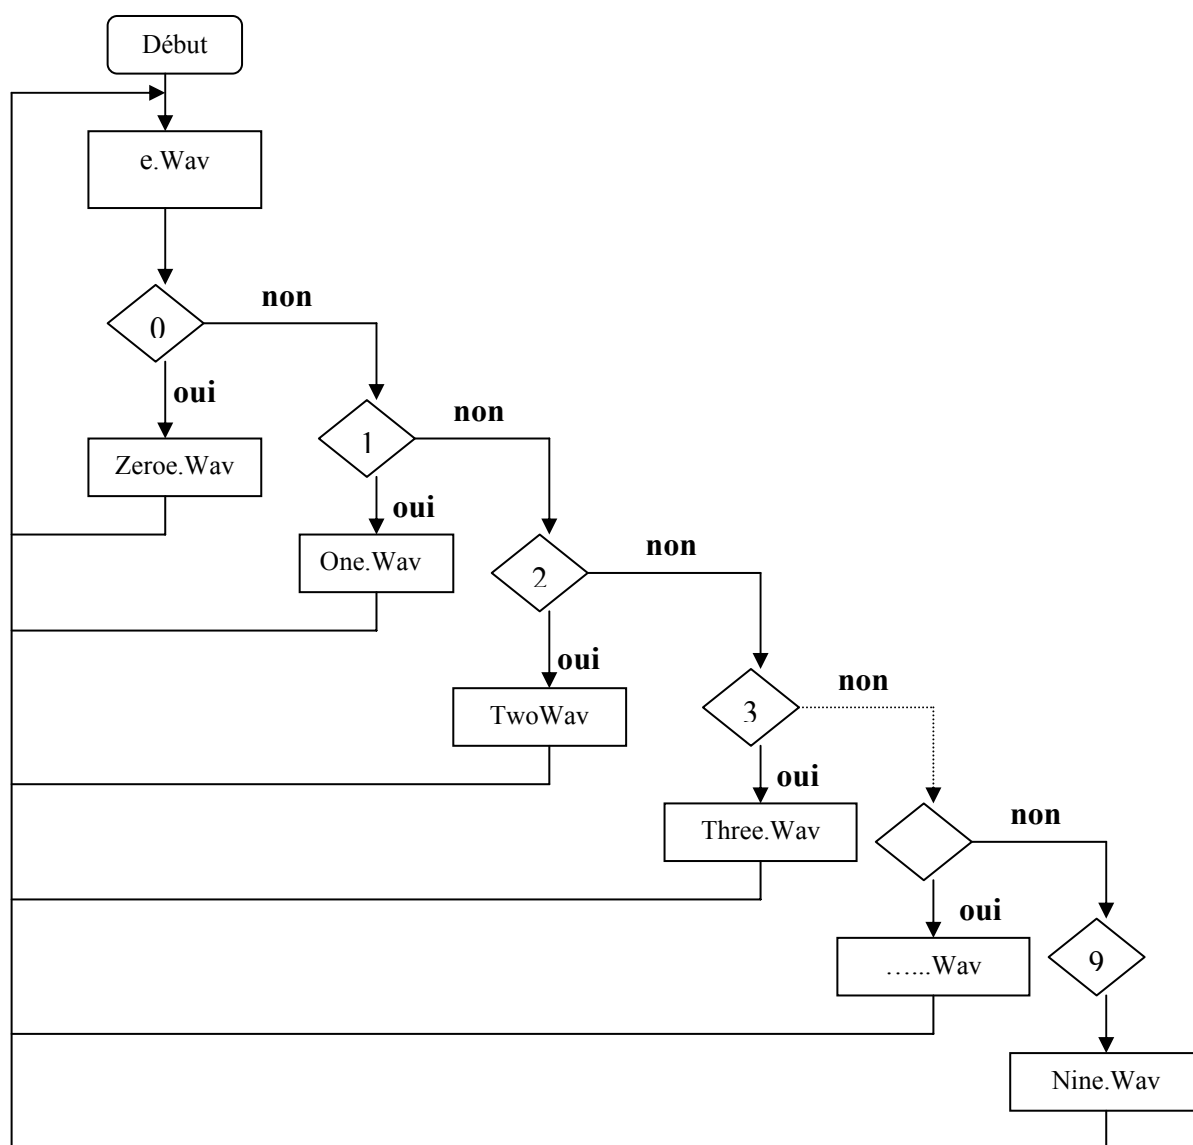 Début
e.Wav
non
0
oui
non
1
Zeroe.Wav
oui
One.Wav
non
2
oui
non
3
TwoWav
oui
Three.Wav
non
oui
9
…...Wav
Nine.Wav